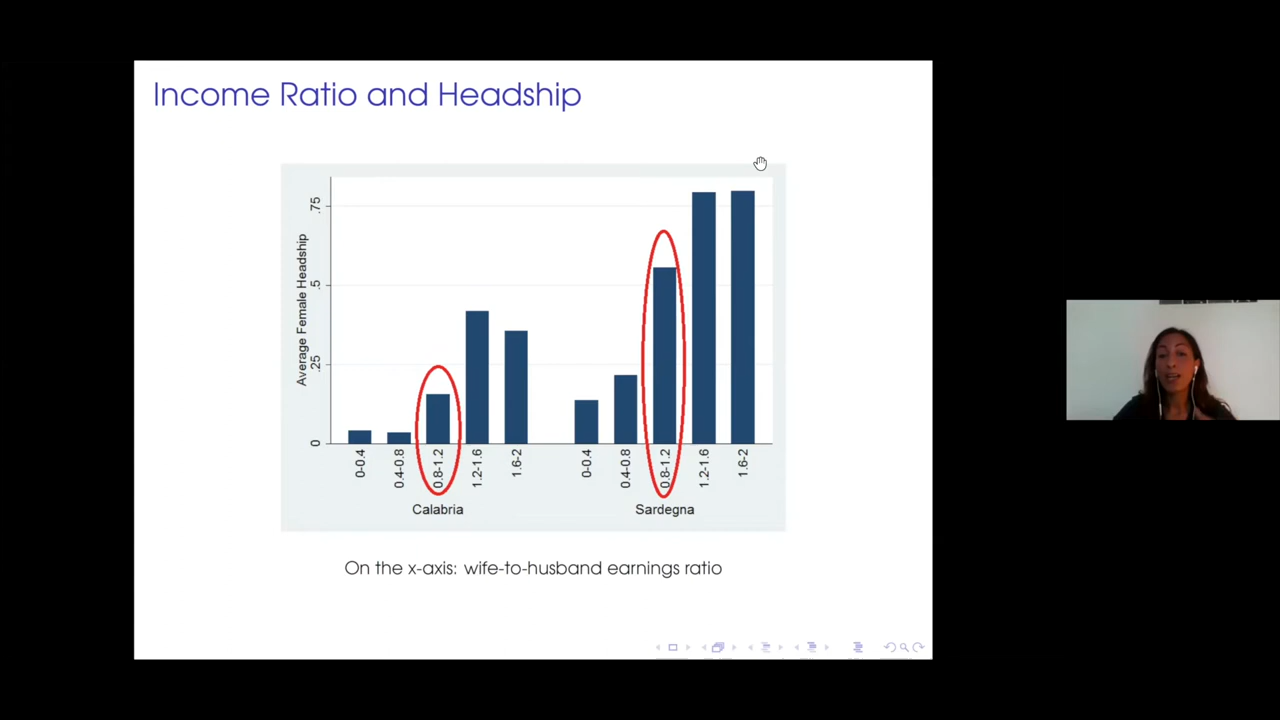 Income Ratio and Headship
Average Female Headship
.75
.5
.25
0
0-0.4
0.4-0.8
0.8-1.2
1.2-1.6
1.6-2
0-0.4
0.4-0.8
0.8-1.2
1.2-1.6
1.6-2
Calabria
Sardegna
On the x-axis: wife-to-husband earnings ratio